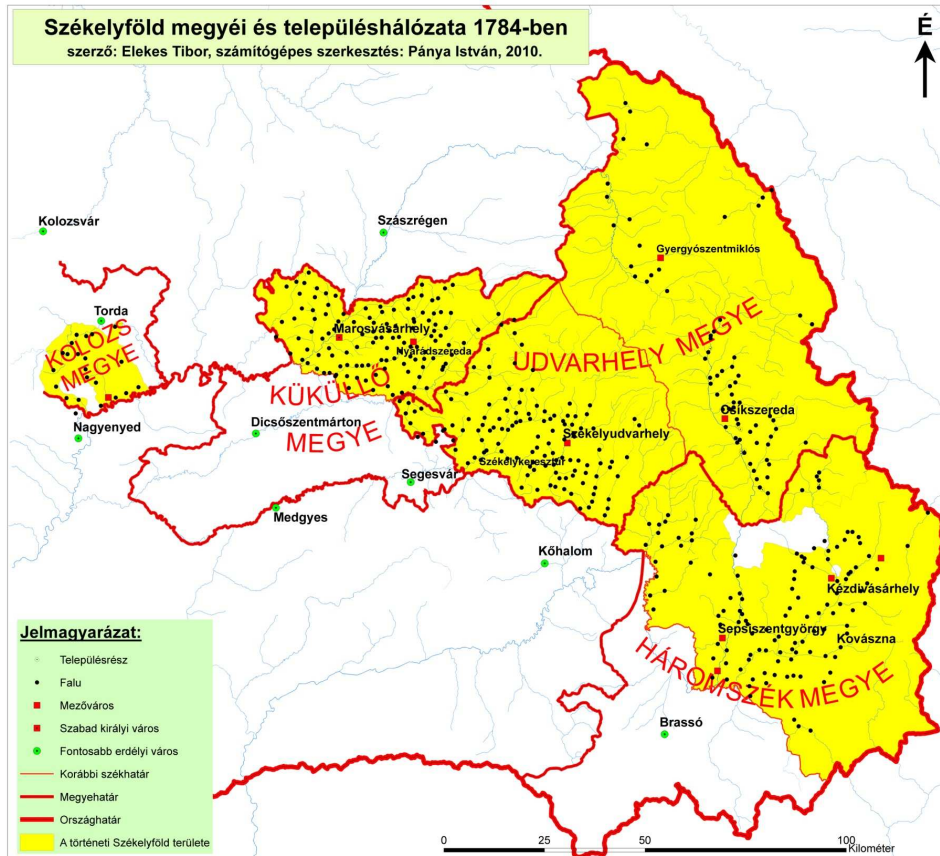 Székelyföld megyéi és településhálózata 1784-ben
szerző: Elekes Tibor, számítógépes szerkesztés: Pánya István, 2010.
É
Kolozsvár
Szászrégen
Gyergyószentmiklós
Torda
KOLOZS
MEGYE
Marosvásárhely
Nyárádszereda
UDVARHELY MEGYE
KÜKÜLLŐ
MEGYE
Nagyenyed
Dicsőszentmárton
Csíkszereda
Székelyudvarhely
Székelykeresztúr
Segesvár
Medgyes
Kőhalom
Kézdivásárhely
Sepsiszentgyörgy
Kovászna
HÁROMSZÉK MEGYE
Brassó
Jelmagyarázat:
Településrész
Falu
Mezőváros
Szabad királyi város
Fontosabb erdélyi város
Korábbi székhatár
Megyehatár
Országhatár
A történeti Székelyföld területe
0 25 50 100
Kilométer